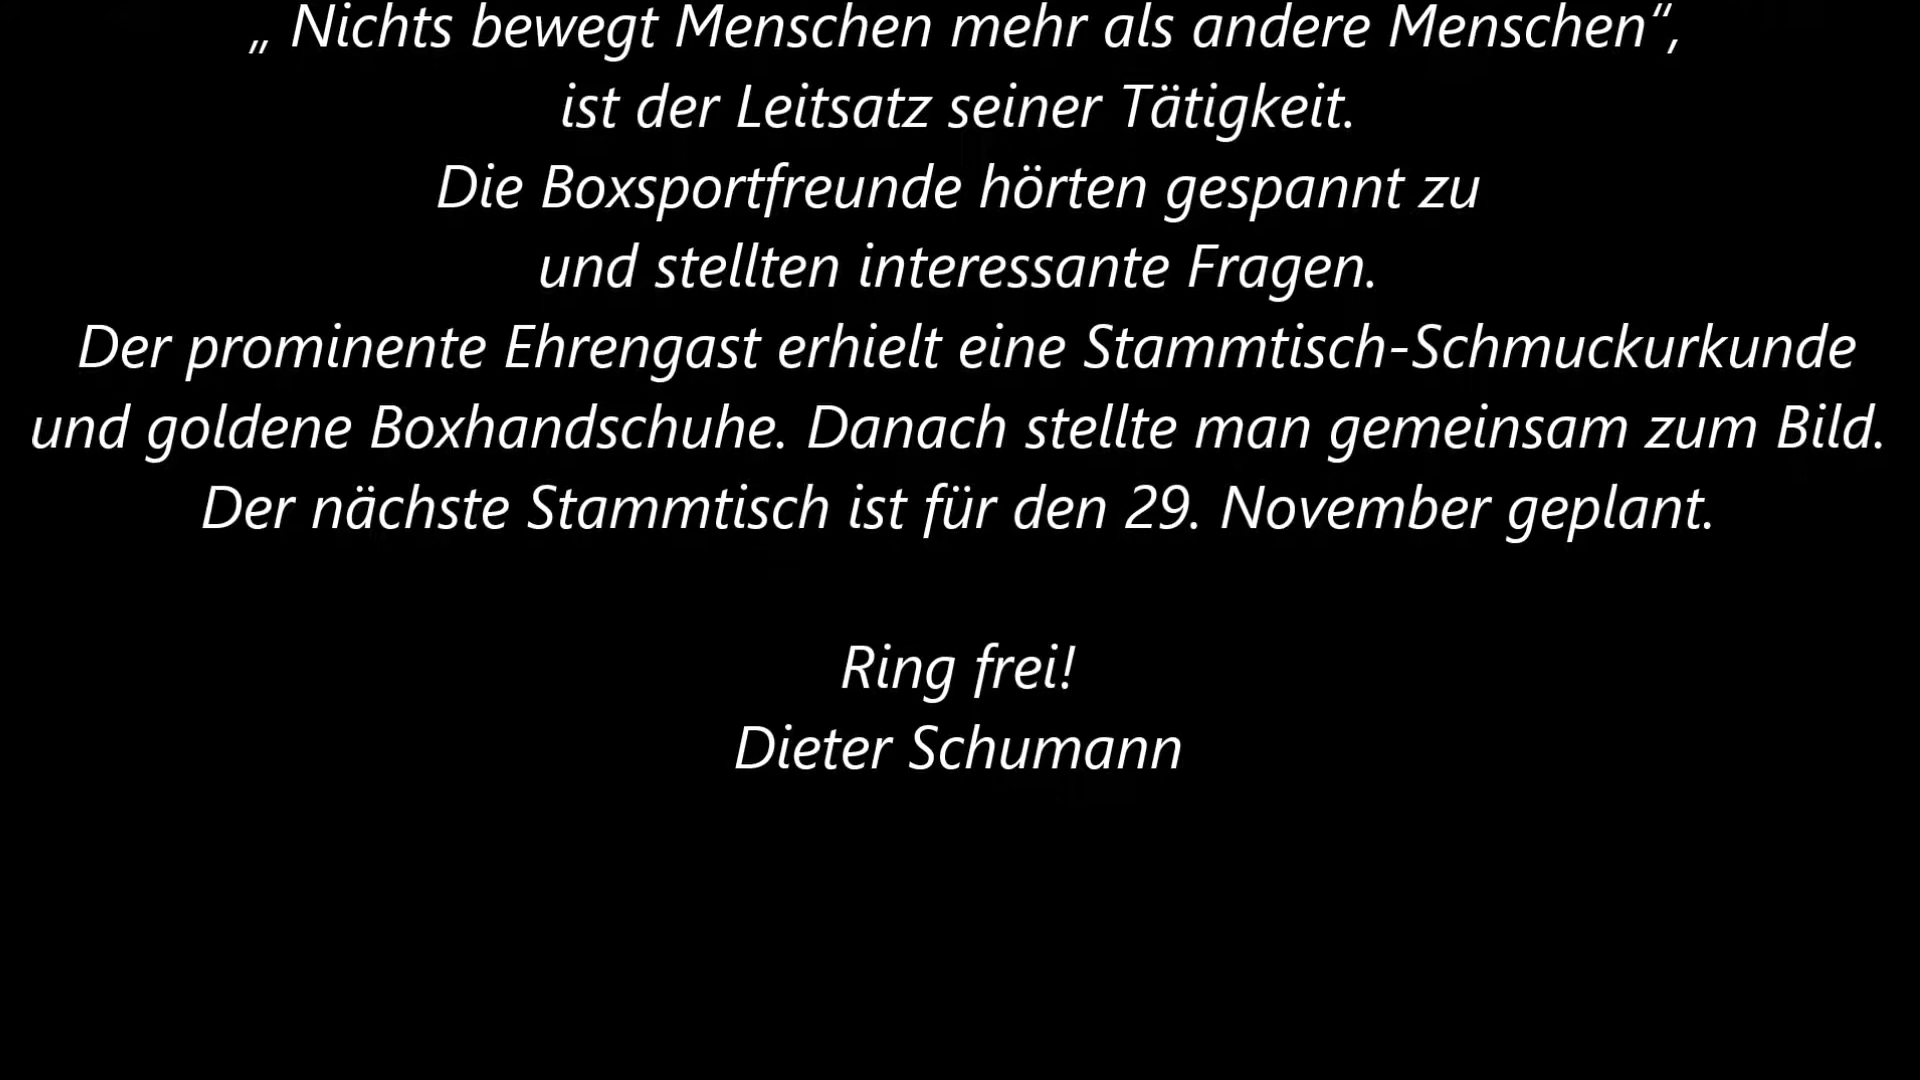 „ Nichts bewegt Menschen mehr als andere Menschen“,
ist der Leitsatz seiner Tätigkeit.
Die Boxsportfreunde hörten gespannt zu
und stellten interessante Fragen.
Der prominente Ehrengast erhielt eine Stammtisch-Schmuckurkunde
und goldene Boxhandschuhe. Danach stellte man gemeinsam zum Bild.
Der nächste Stammtisch ist für den 29. November geplant.
Ring frei!
Dieter Schumann